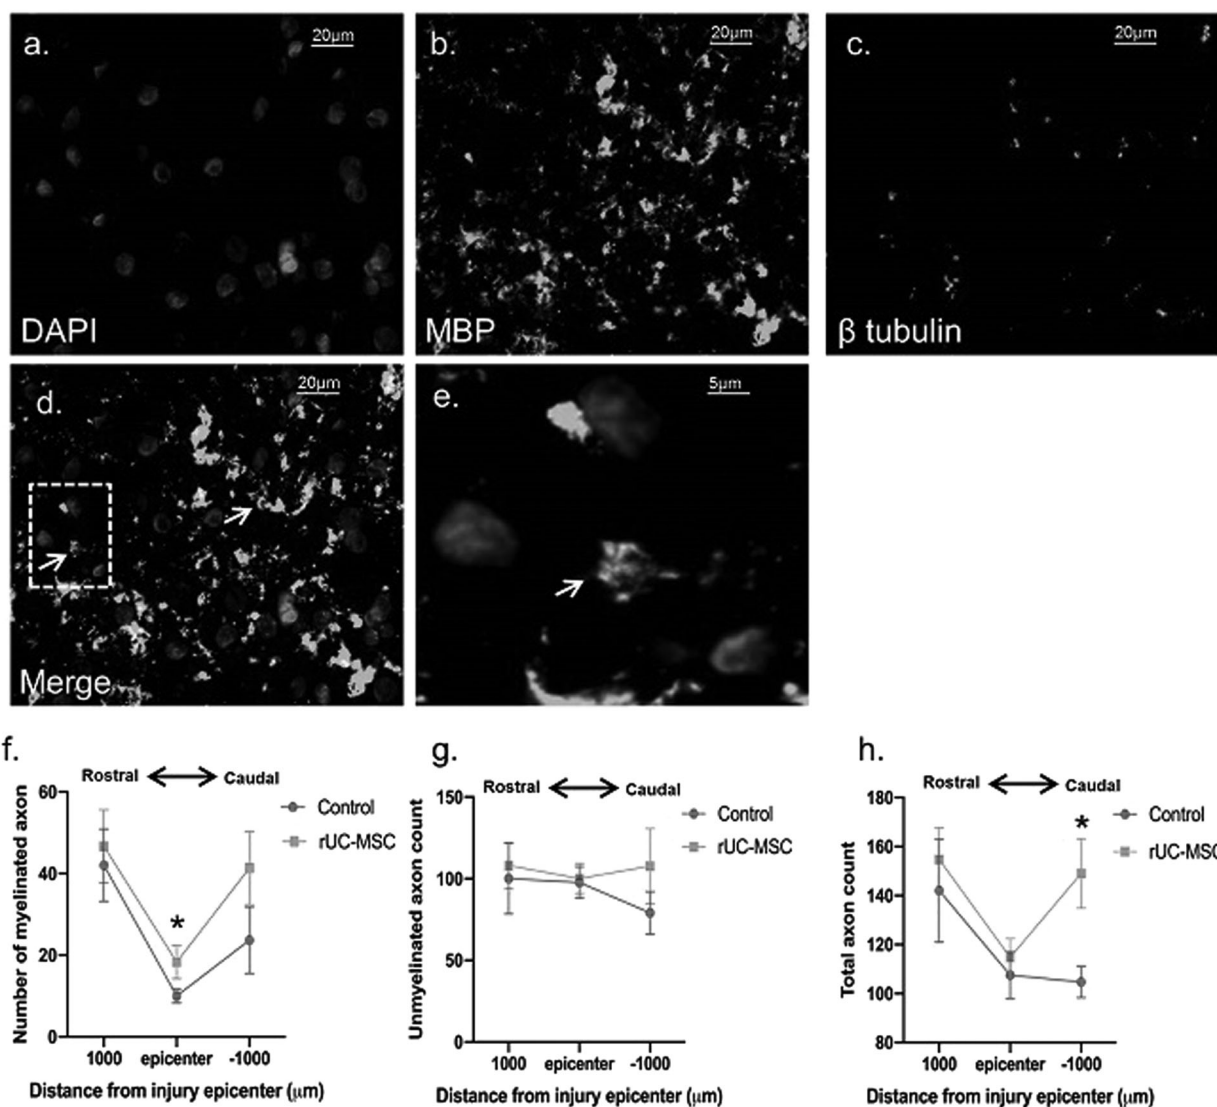 a.
20µm
DAPI
b.
20µm
MBP
c.
20µm
β tubulin
d.
20µm
Merge
e.
5µm
f.
Rostral
Caudal
Number of myelinated axon
60
40
20
0
*
Control
rUC-MSC
1000
epicenter
-1000
Distance from injury epicenter (µm)
g.
Rostral
Caudal
Unmyelinated axon count
150
100
50
0
Control
rUC-MSC
1000
epicenter
-1000
Distance from injury epicenter (µm)
h.
Rostral
Caudal
Total axon count
180
160
140
120
100
80
*
Control
rUC-MSC
1000
epicenter
-1000
Distance from injury epicenter (µm)